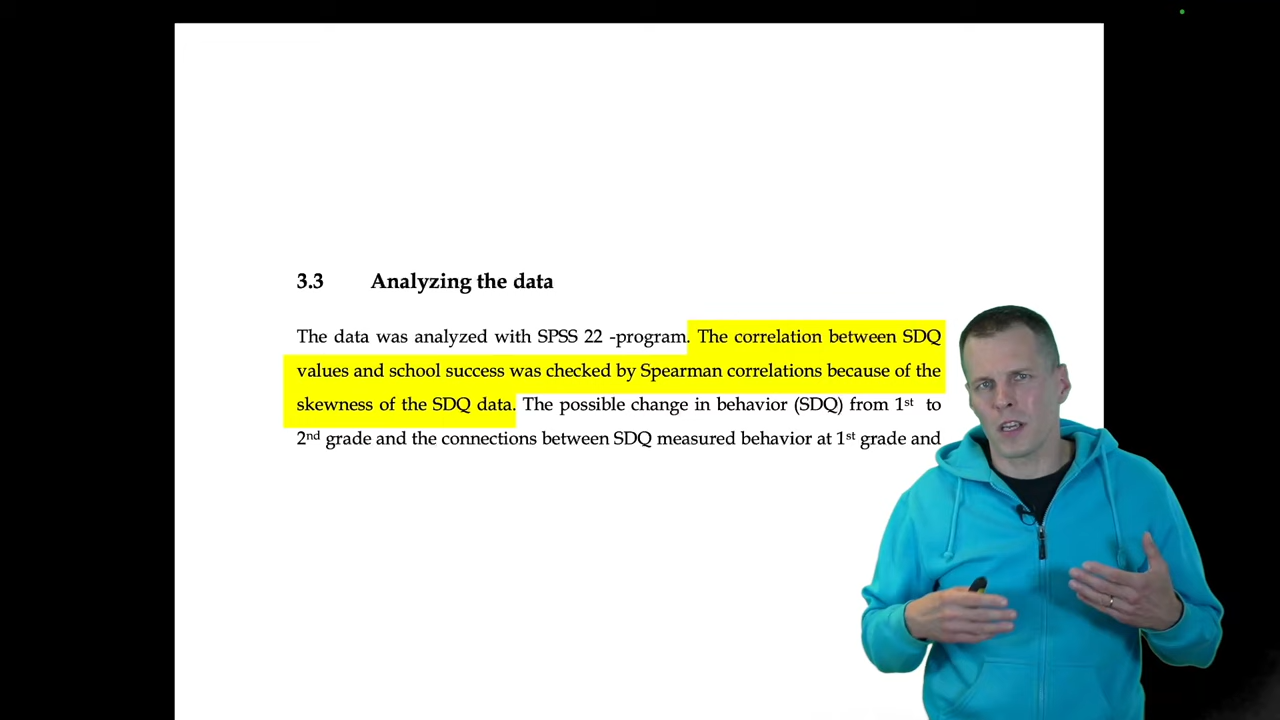 3.3 Analyzing the data
The data was analyzed with SPSS 22 -program. The correlation between SDQ
values and school success was checked by Spearman correlations because of the
skewness of the SDQ data. The possible change in behavior (SDQ) from 1st to
2nd grade and the connections between SDQ measured behavior at 1st grade and